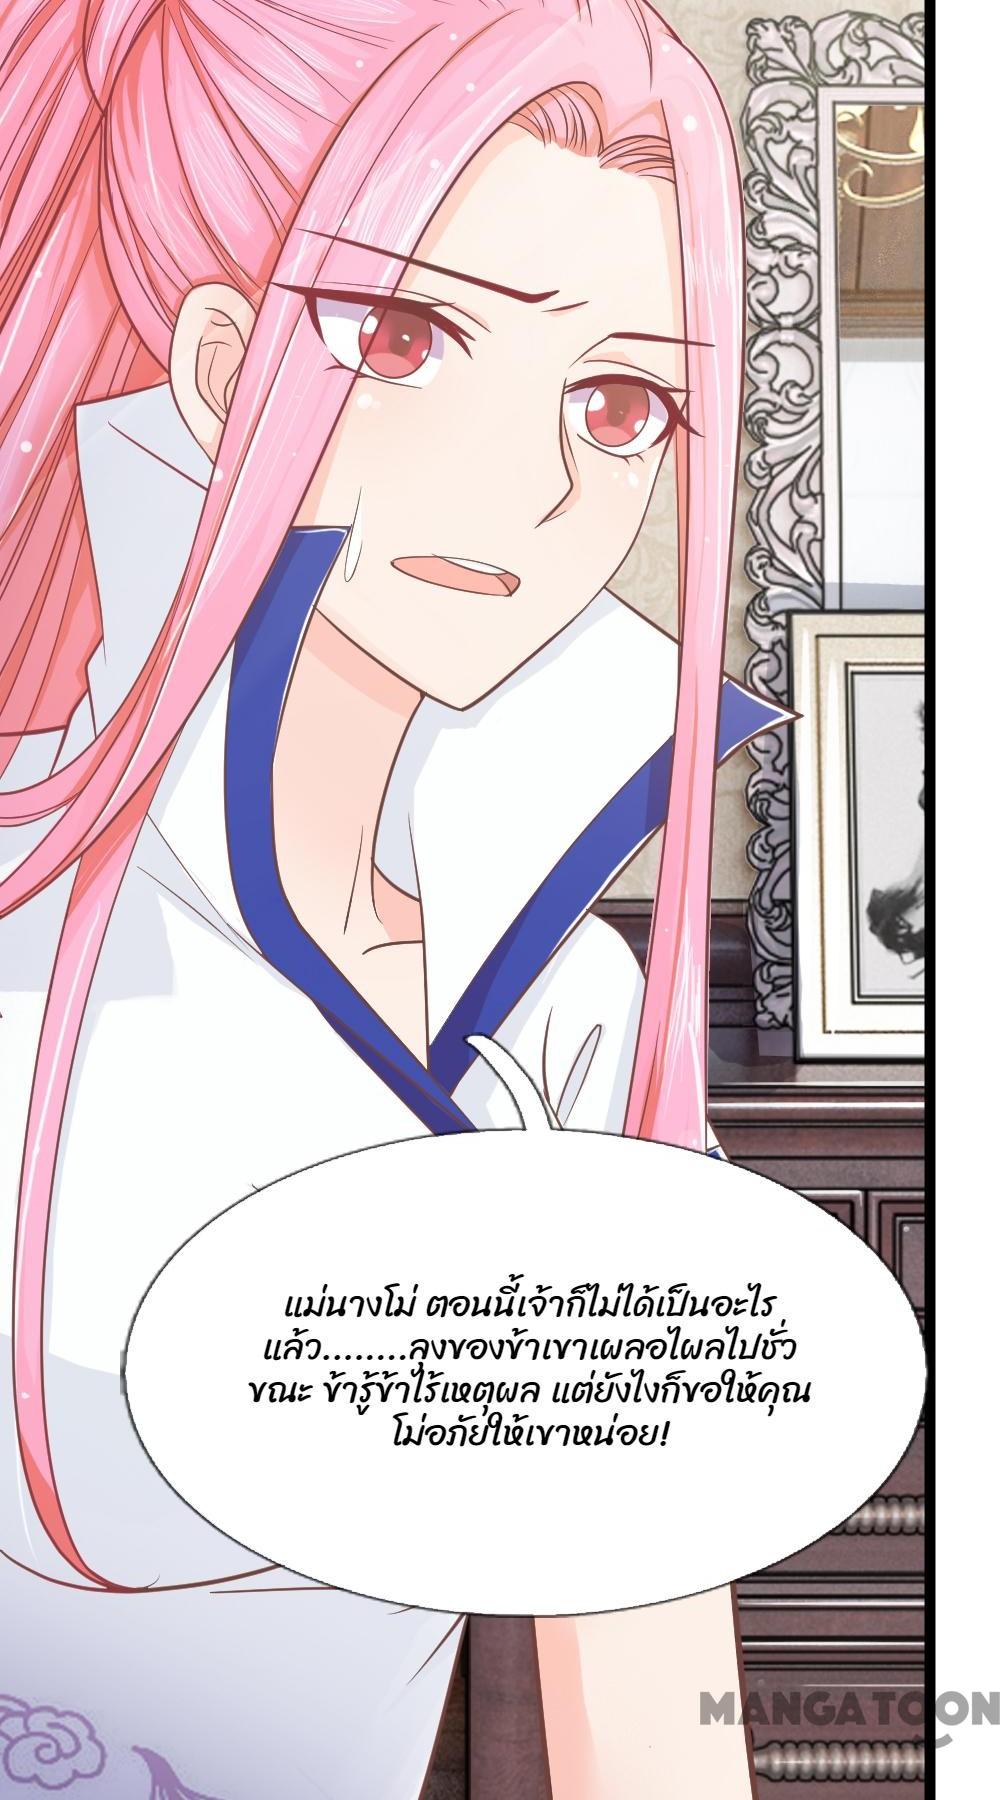 แม่นางโม่ ตอนนี้เจ้าก็ไม่ได้เป็นอะไร
แล้ว........ลุงของข้าเขาเผลอไผลไปชั่ว
ขณะ ข้ารู้ข้าไร้เหตุผล แต่ยังไงก็ขอให้คุณ
โม่อภัยให้เขาหน่อย!
MANGATOON